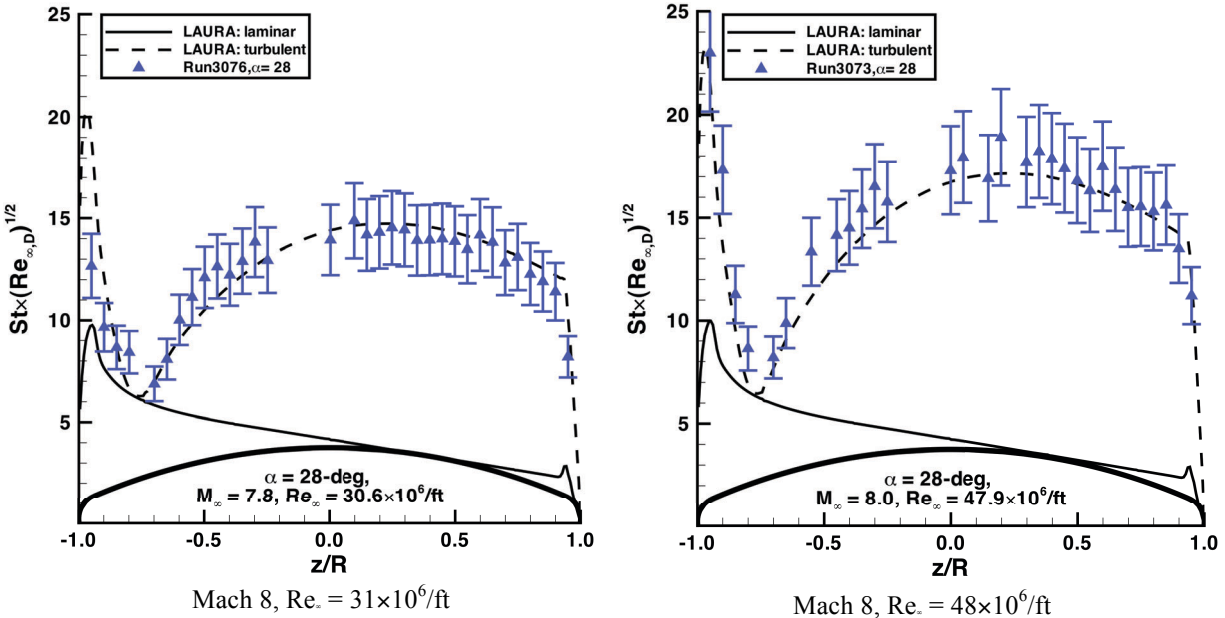 25
20
15
10
5
St×(Re∞,D)1/2
LAURA: laminar
LAURA: turbulent
Run3076,α= 28
α = 28-deg,
M∞ = 7.8, Re∞ = 30.6×10⁶/ft
-1.0 -0.5 0.0 0.5 1.0
z/R
Mach 8, Re∞ = 31×10⁶/ft
25
20
15
10
5
St×(Re∞,D)1/2
LAURA: laminar
LAURA: turbulent
Run3073,α= 28
α = 28-deg,
M∞ = 8.0, Re∞ = 47.9×10⁶/ft
-1.0 -0.5 0.0 0.5 1.0
z/R
Mach 8, Re∞ = 48×10⁶/ft